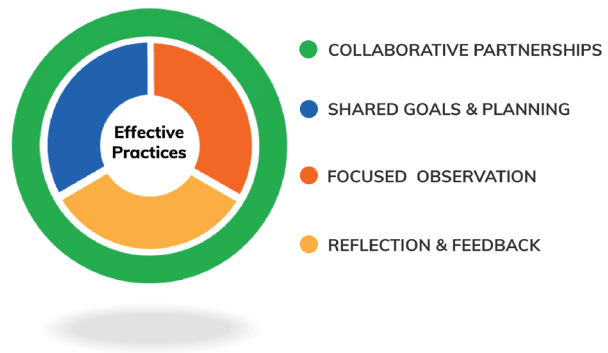 Effective
Practices
COLLABORATIVE PARTNERSHIPS
SHARED GOALS & PLANNING
FOCUSED OBSERVATION
REFLECTION & FEEDBACK